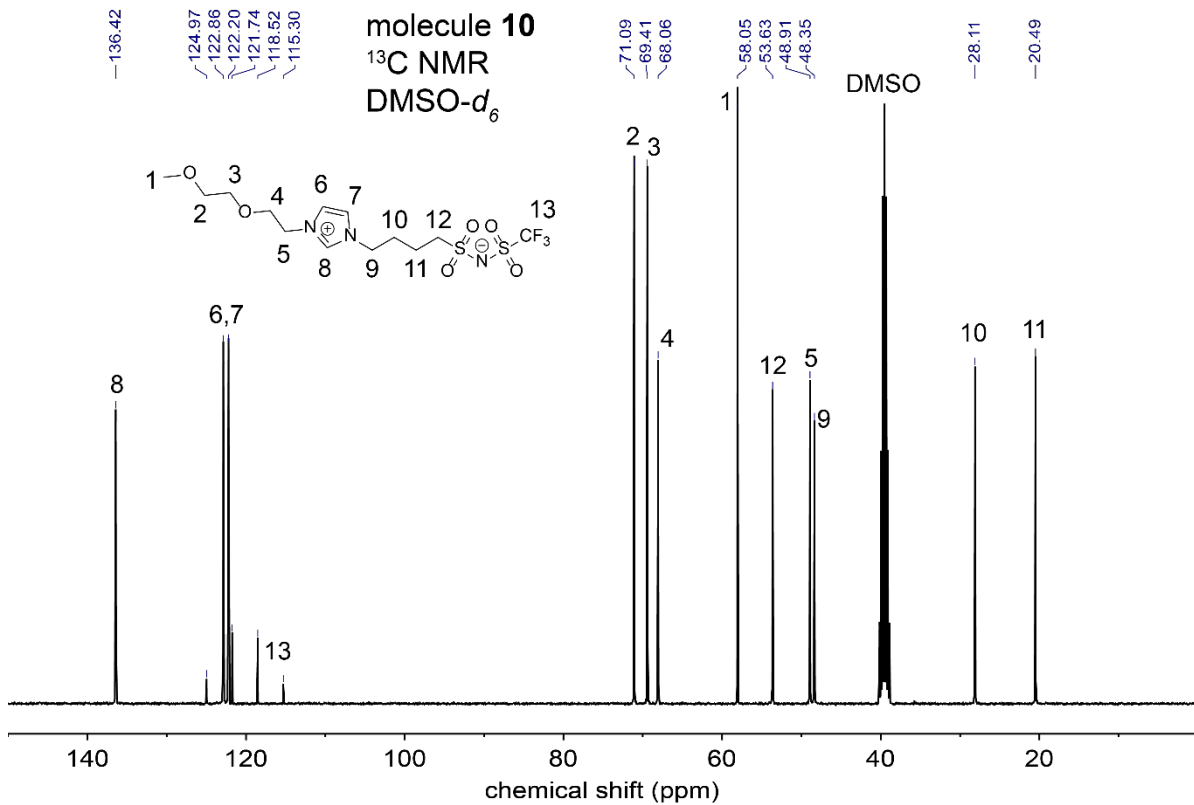 136.42
124.97
122.86
122.20
121.74
118.52
115.30
71.09
69.41
68.06
58.05
53.63
48.91
48.35
28.11
20.49
molecule 10
¹³C NMR
DMSO-d₆
DMSO
1
2
3
4
5
O
O
6
7
8
N
⊕
N
9
10
11
12
O
O
S
O
N
⊖
O
O
S
O
13
CF₃
8
6,7
13
2
3
4
1
12
5
9
10
11
140
120
100
80
60
40
20
chemical shift (ppm)